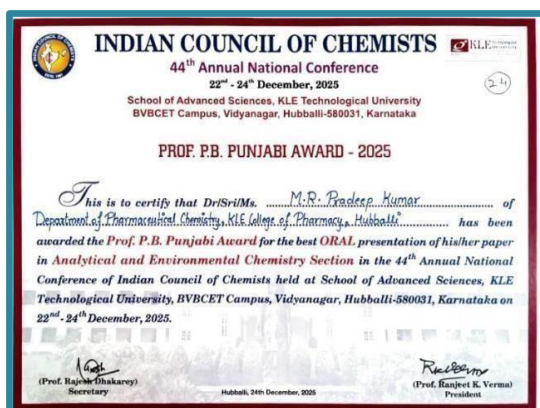 INDIAN COUNCIL OF CHEMISTS
KLE Technological University
44th Annual National Conference
22nd - 24th December, 2025
24
School of Advanced Sciences, KLE Technological University
BVBCET Campus, Vidyanagar, Hubballi-580031, Karnataka
PROF. P.B. PUNJABI AWARD - 2025
This is to certify that Dr/Sri/Ms. M.R. Pradeep Kumar of
Department of Pharmaceutical Chemistry, KLE College of Pharmacy, Hubballi has been
awarded the Prof. P.B. Punjabi Award for the best ORAL presentation of his/her paper
in Analytical and Environmental Chemistry Section in the 44th Annual National
Conference of Indian Council of Chemists held at School of Advanced Sciences, KLE
Technological University, BVBCET Campus, Vidyanagar, Hubballi-580031, Karnataka on
22nd - 24th December, 2025.
(Prof. Rajesh Dhakarey)
Secretary
Hubballi, 24th December, 2025
(Prof. Ranjeet K. Verma)
President